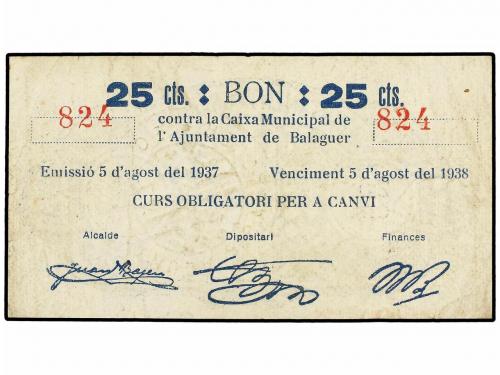 25 cts. : BON : 25 cts.
824 contra la Caixa Municipal de 824
l'Ajuntament de Balaguer
Emissió 5 d'agost del 1937 Venciment 5 d'agost del 1938
CURS OBLIGATORI PER A CANVI
Alcalde Dipositari Finances